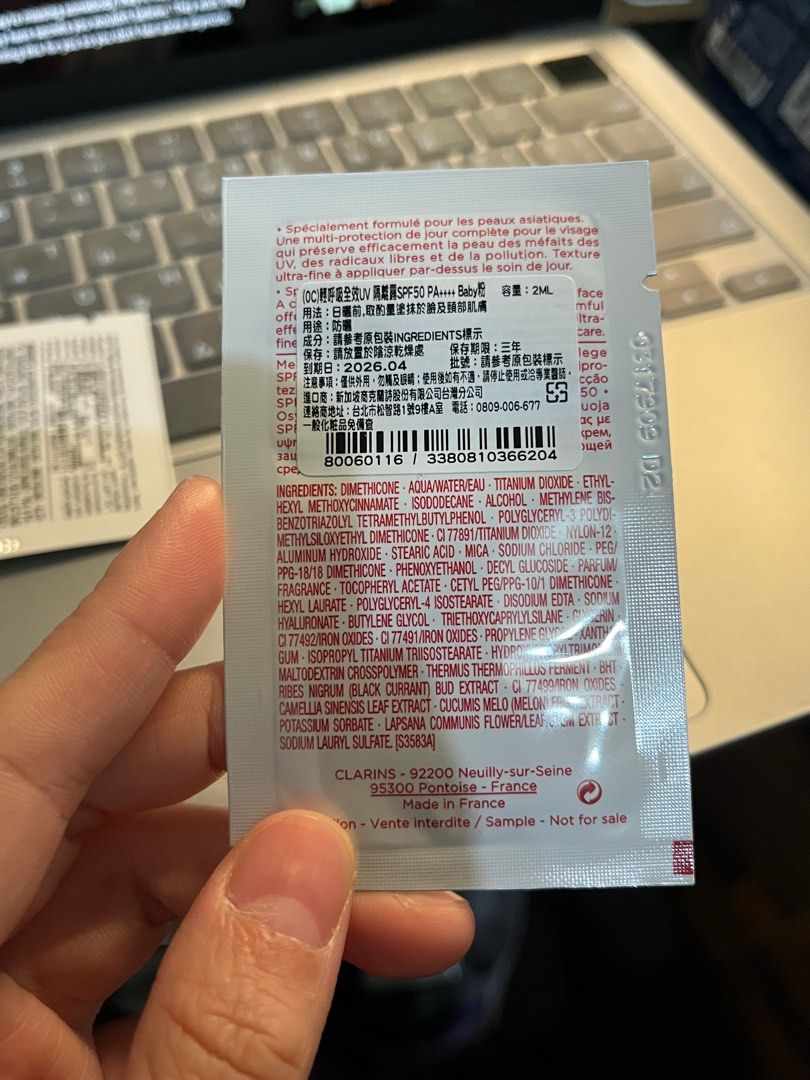 • Spécialement formulé pour les peaux asiatiques.
Une multi-protection de jour complète pour le visage
qui préserve efficacement la peau des méfaits des
UV, des radicaux libres et de la pollution. Texture
ultra-fine à appliquer par-dessus le soin de jour.
(OC)輕呼吸全效UV 隔離露SPF50 PA++++ Baby粉 容量：2ML
用法：日曬前,取酌量塗抹於臉及頸部肌膚
用途：防曬
成分：請參考原包裝INGREDIENTS標示
保存：請放置於陰涼乾燥處 保存期限：三年
到期日：2026.04 批號：請參考原包裝標示
注意事項：僅供外用，勿觸及眼睛；使用後如有不適，請停止使用或洽專業醫師。
進口商：新加坡商克蘭詩股份有限公司台灣分公司
連絡商地址：台北市松智路1號9樓A室 電話：0809-006-677
一般化粧品免備查
80060116 / 3380810366204
INGREDIENTS: DIMETHICONE · AQUA/WATER/EAU · TITANIUM DIOXIDE · ETHYL-
HEXYL METHOXYCINNAMATE · ISODODECANE · ALCOHOL · METHYLENE BIS-
BENZOTRIAZOLYL TETRAMETHYLBUTYLPHENOL · POLYGLYCERYL-3 POLYDI-
METHYLSILOXYETHYL DIMETHICONE · CI 77891/TITANIUM DIOXIDE · NYLON-12 ·
ALUMINUM HYDROXIDE · STEARIC ACID · MICA · SODIUM CHLORIDE · PEG/
PPG-18/18 DIMETHICONE · PHENOXYETHANOL · DECYL GLUCOSIDE · PARFUM/
FRAGRANCE · TOCOPHERYL ACETATE · CETYL PEG/PPG-10/1 DIMETHICONE ·
HEXYL LAURATE · POLYGLYCERYL-4 ISOSTEARATE · DISODIUM EDTA · SODIUM
HYALURONATE · BUTYLENE GLYCOL · TRIETHOXYCAPRYLYLSILANE · GLYCERIN ·
CI 77492/IRON OXIDES · CI 77491/IRON OXIDES · PROPYLENE GLYCOL · XANTHAN
GUM · ISOPROPYL TITANIUM TRIISOSTEARATE ·
MALTODEXTRIN CROSSPOLYMER · THERMUS THERMOPHILLUS FERMENT · BHT ·
RIBES NIGRUM (BLACK CURRANT) BUD EXTRACT · CI 77499/IRON OXIDES ·
CAMELLIA SINENSIS LEAF EXTRACT · CUCUMIS MELO (MELON) FRUIT EXTRACT ·
POTASSIUM SORBATE · LAPSANA COMMUNIS FLOWER/LEAF/STEM EXTRACT ·
SODIUM LAURYL SULFATE. [S3583A]
CLARINS - 92200 Neuilly-sur-Seine
95300 Pontoise - France
Made in France
- Vente interdite / Sample - Not for sale
0317909 D2